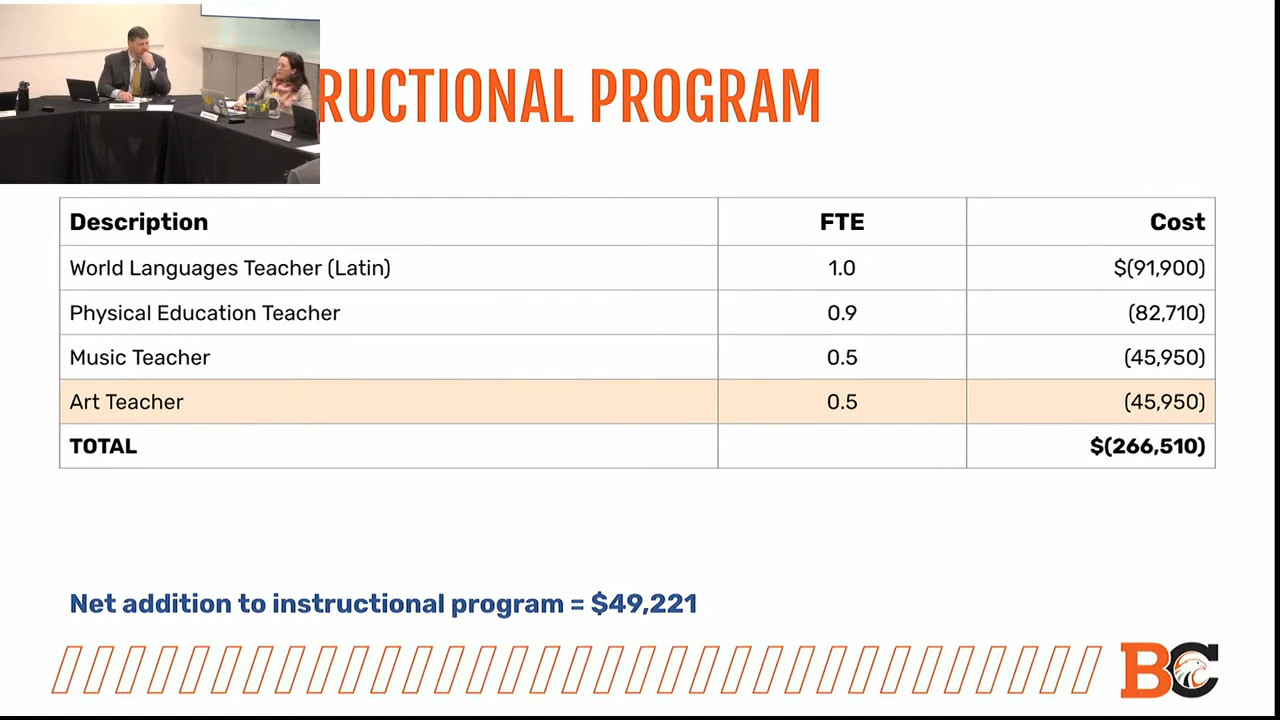 RUCTIONAL PROGRAM
Description FTE Cost
World Languages Teacher (Latin) 1.0 $(91,900)
Physical Education Teacher 0.9 (82,710)
Music Teacher 0.5 (45,950)
Art Teacher 0.5 (45,950)
TOTAL $(266,510)
Net addition to instructional program = $49,221
BC